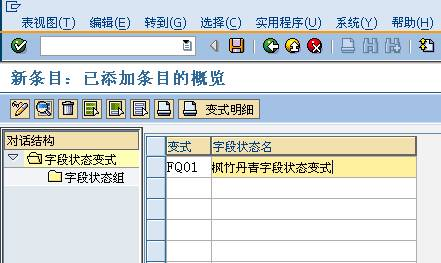 表视图(T) 编辑(E) 转到(G) 选择(C) 实用程序(U) 系统(Y) 帮助(H)
新条目: 已添加条目的概览
变式明细
对话结构
字段状态变式
字段状态组
变式 字段状态名
FQ01 枫竹丹青字段状态变式